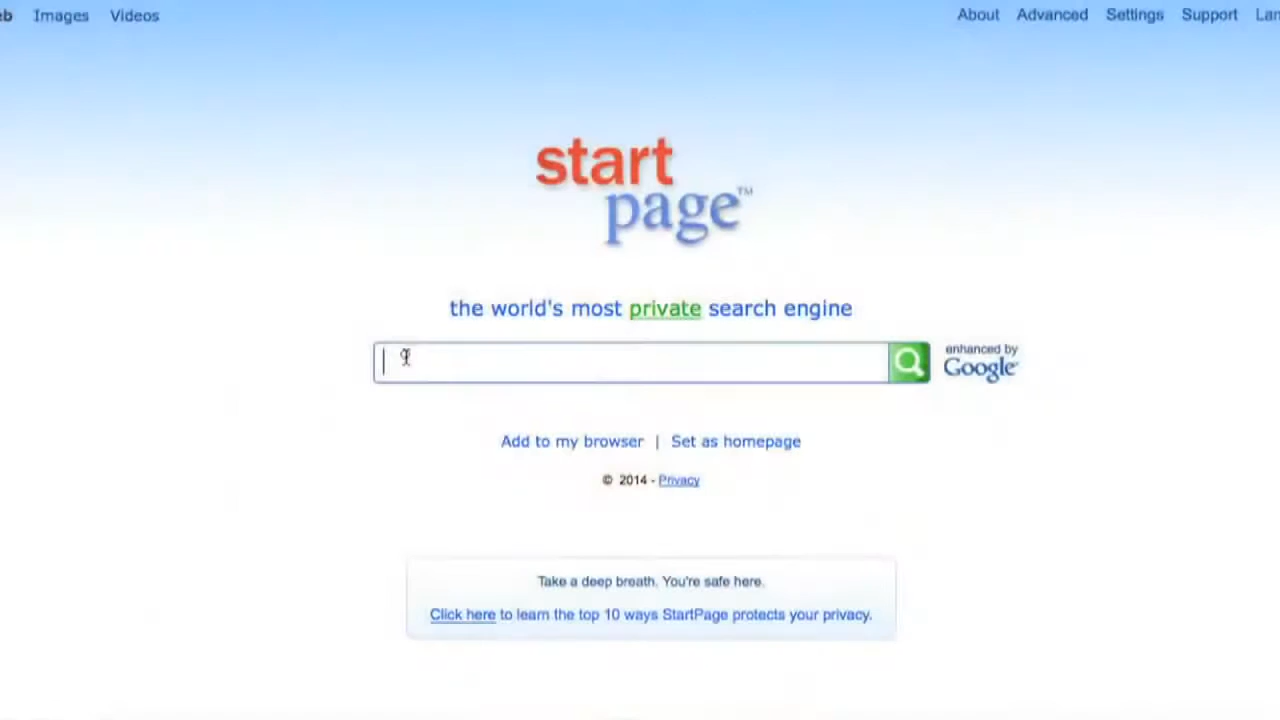 Images Videos About Advanced Settings Support
start
page™
the world's most private search engine
enhanced by
Google
Add to my browser | Set as homepage
© 2014 - Privacy
Take a deep breath. You're safe here.
Click here to learn the top 10 ways StartPage protects your privacy.